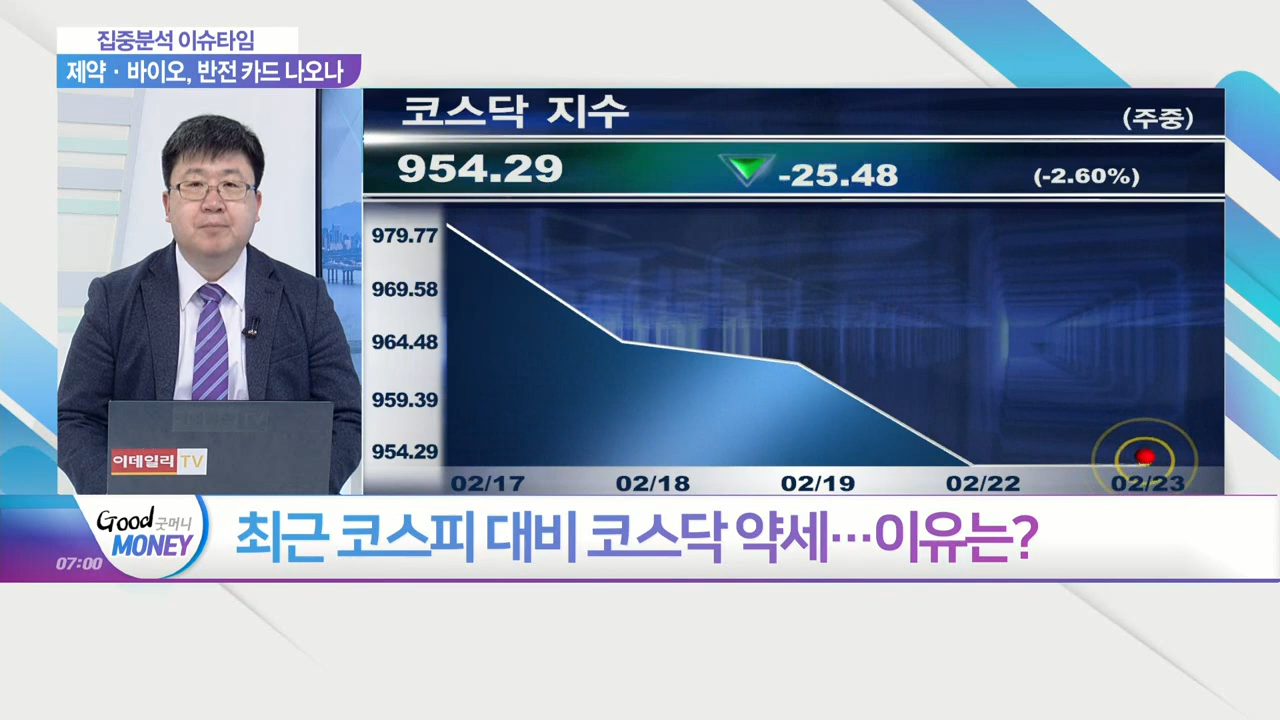 집중분석 이슈타임
제약 · 바이오, 반전 카드 나오나
코스닥 지수
(주중)
954.29
-25.48
(-2.60%)
979.77
969.58
964.48
959.39
954.29
02/17
02/18
02/19
02/22
02/23
이데일리 TV
Good 굿머니
MONEY
07:00
최근 코스피 대비 코스닥 약세…이유는?